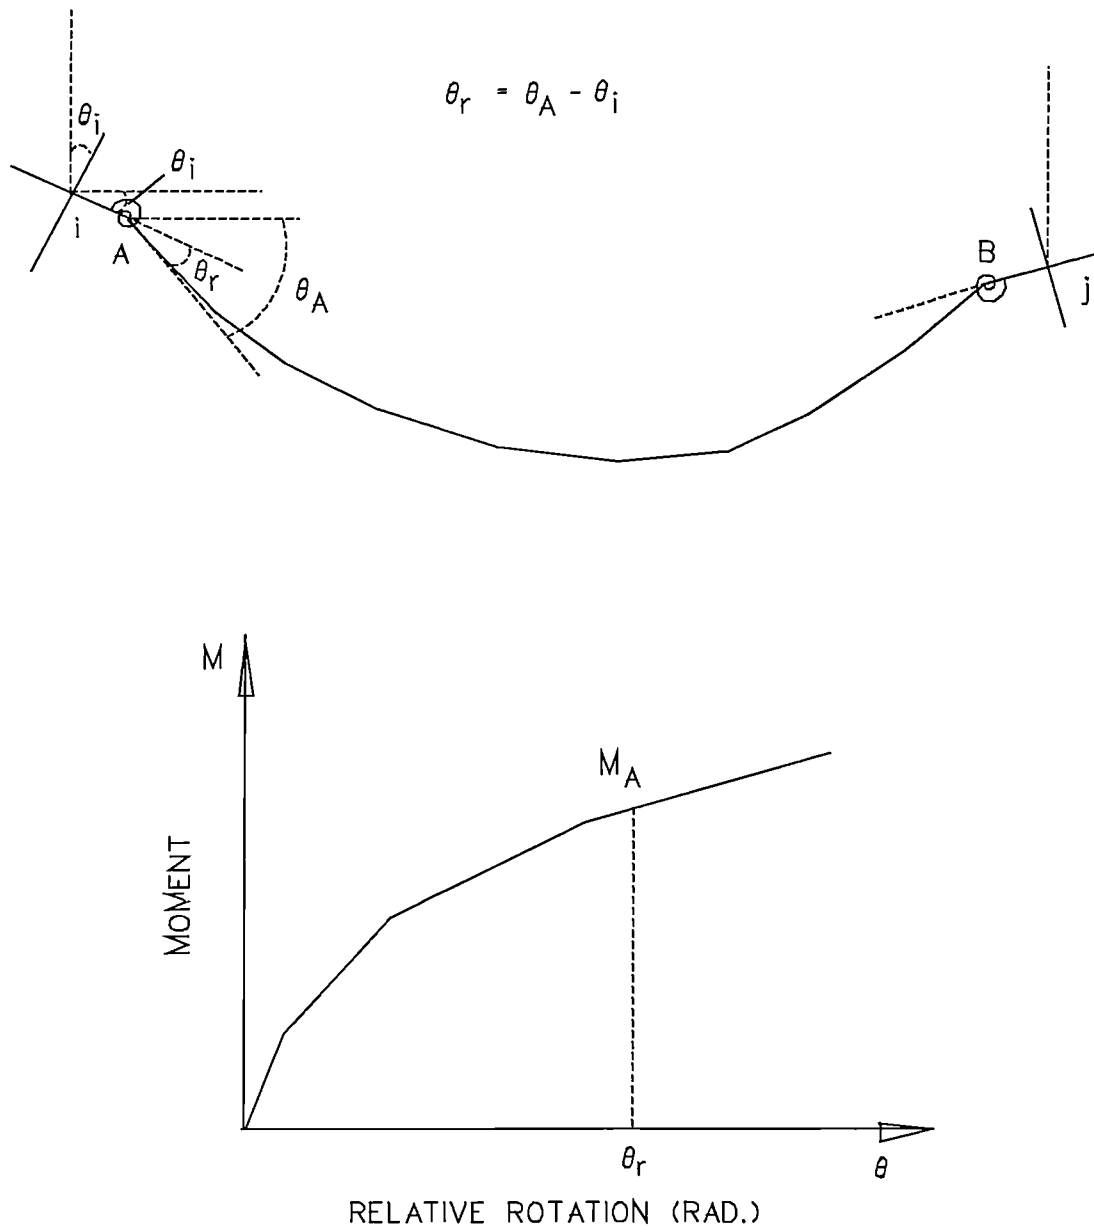 θr = θA - θi
θi
θi
i
A
θr
θA
B
j
M
MA
MOMENT
θr
θ
RELATIVE ROTATION (RAD.)